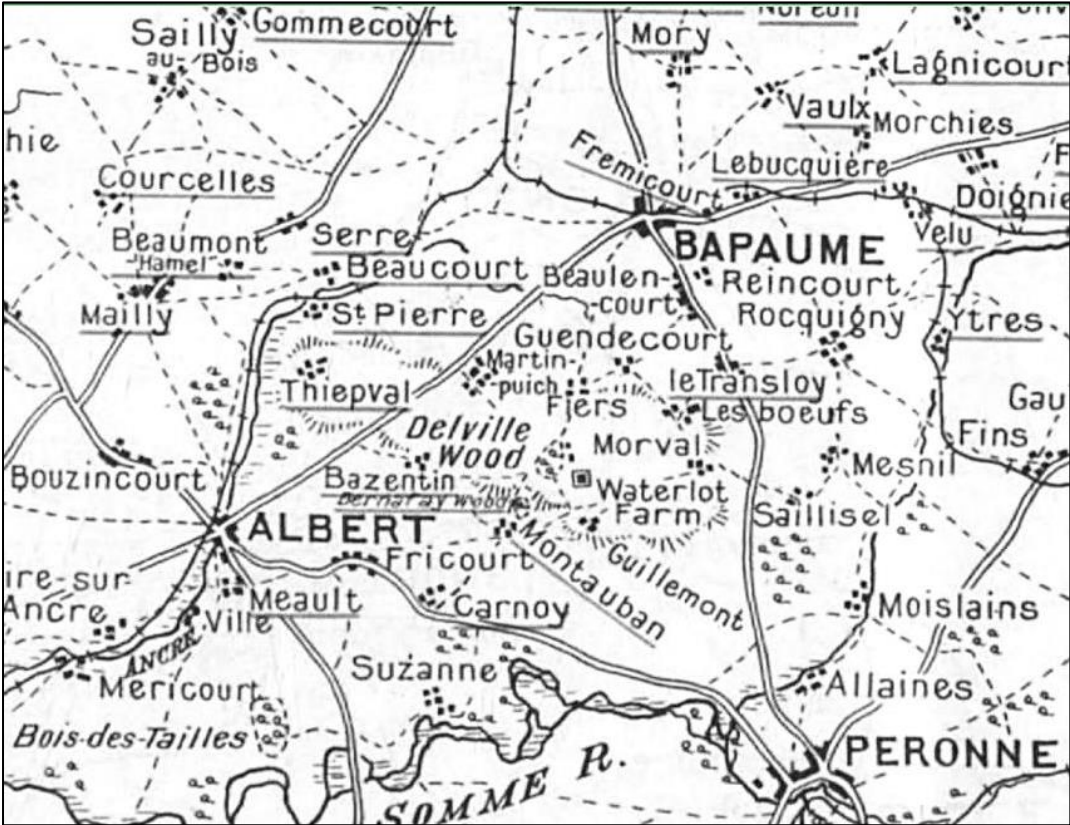 Sailly
au-Bois
Gommecourt
Noreuil
Mory
Lagnicourt
hie
Vaulx
Morchies
Courcelles
Fremicourt
Lebucquière
Doignie
Beaumont
"Hamel"
Serre
BAPAUME
Velu
Beaucourt
Beaulen-
-court
Reincourt
Mailly
St. Pierre
Rocquigny
Ytres
Guendecourt
Martin-
puich
Thiepval
le Transloy
Flers
Les boeufs
Gau
Delville
Wood
Morval
Fins
Bouzincourt
Bazentin
Bernafay Wood
Mesnil
Waterlot
Farm
Saillisel
ALBERT
Fricourt
Montauban
Guillemont
ire-sur-
Ancre
Meault
Ville
Carnoy
Moislains
ANCRE
Suzanne
Méricourt
Allaines
Bois-des-Tailles
PERONNE
SOMME R.